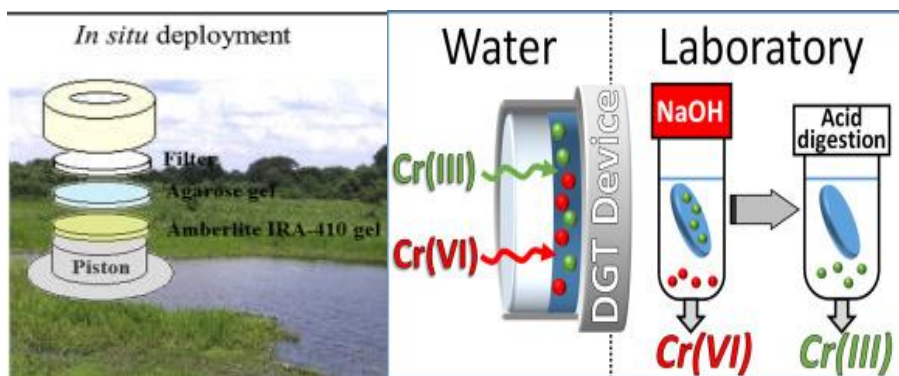 In situ deployment
Filter
Agarose gel
Amberlite IRA-410 gel
Piston
Water
Cr(III)
Cr(VI)
DGT Device
Laboratory
NaOH
Acid
digestion
Cr(VI)
Cr(III)